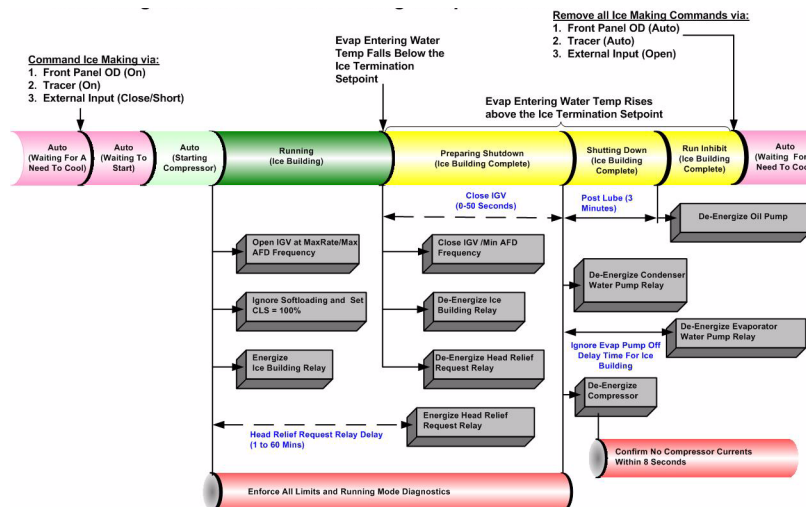 Remove all Ice Making Commands via:
1. Front Panel OD (Auto)
2. Tracer (Auto)
3. External Input (Open)
Command Ice Making via:
1. Front Panel OD (On)
2. Tracer (On)
3. External Input (Close/Short)
Evap Entering Water
Temp Falls Below the
Ice Termination
Setpoint
Evap Entering Water Temp Rises
above the Ice Termination Setpoint
Auto
(Waiting For A
Need To Cool)
Auto
(Waiting To
Start)
Auto
(Starting
Compressor)
Running
(Ice Building)
Preparing Shutdown
(Ice Building Complete)
Shutting Down
(Ice Building
Complete)
Run Inhibit
(Ice Building
Complete)
Auto
(Waiting For
Need To Cool)
Close IGV
(0-50 Seconds)
Post Lube (3
Minutes)
De-Energize Oil Pump
Open IGV at MaxRate/Max
AFD Frequency
Close IGV /Min AFD
Frequency
De-Energize Condenser
Water Pump Relay
Ignore Softloading and Set
CLS = 100%
De-Energize Ice
Building Relay
De-Energize Evaporator
Water Pump Relay
Ignore Evap Pump Off
Delay Time For Ice
Building
Energize
Ice Building Relay
De-Energize Head Relief
Request Relay
De-Energize
Compressor
Energize Head Relief
Request Relay
Head Relief Request Relay Delay
(1 to 60 Mins)
Confirm No Compressor Currents
Within 8 Seconds
Enforce All Limits and Running Mode Diagnostics